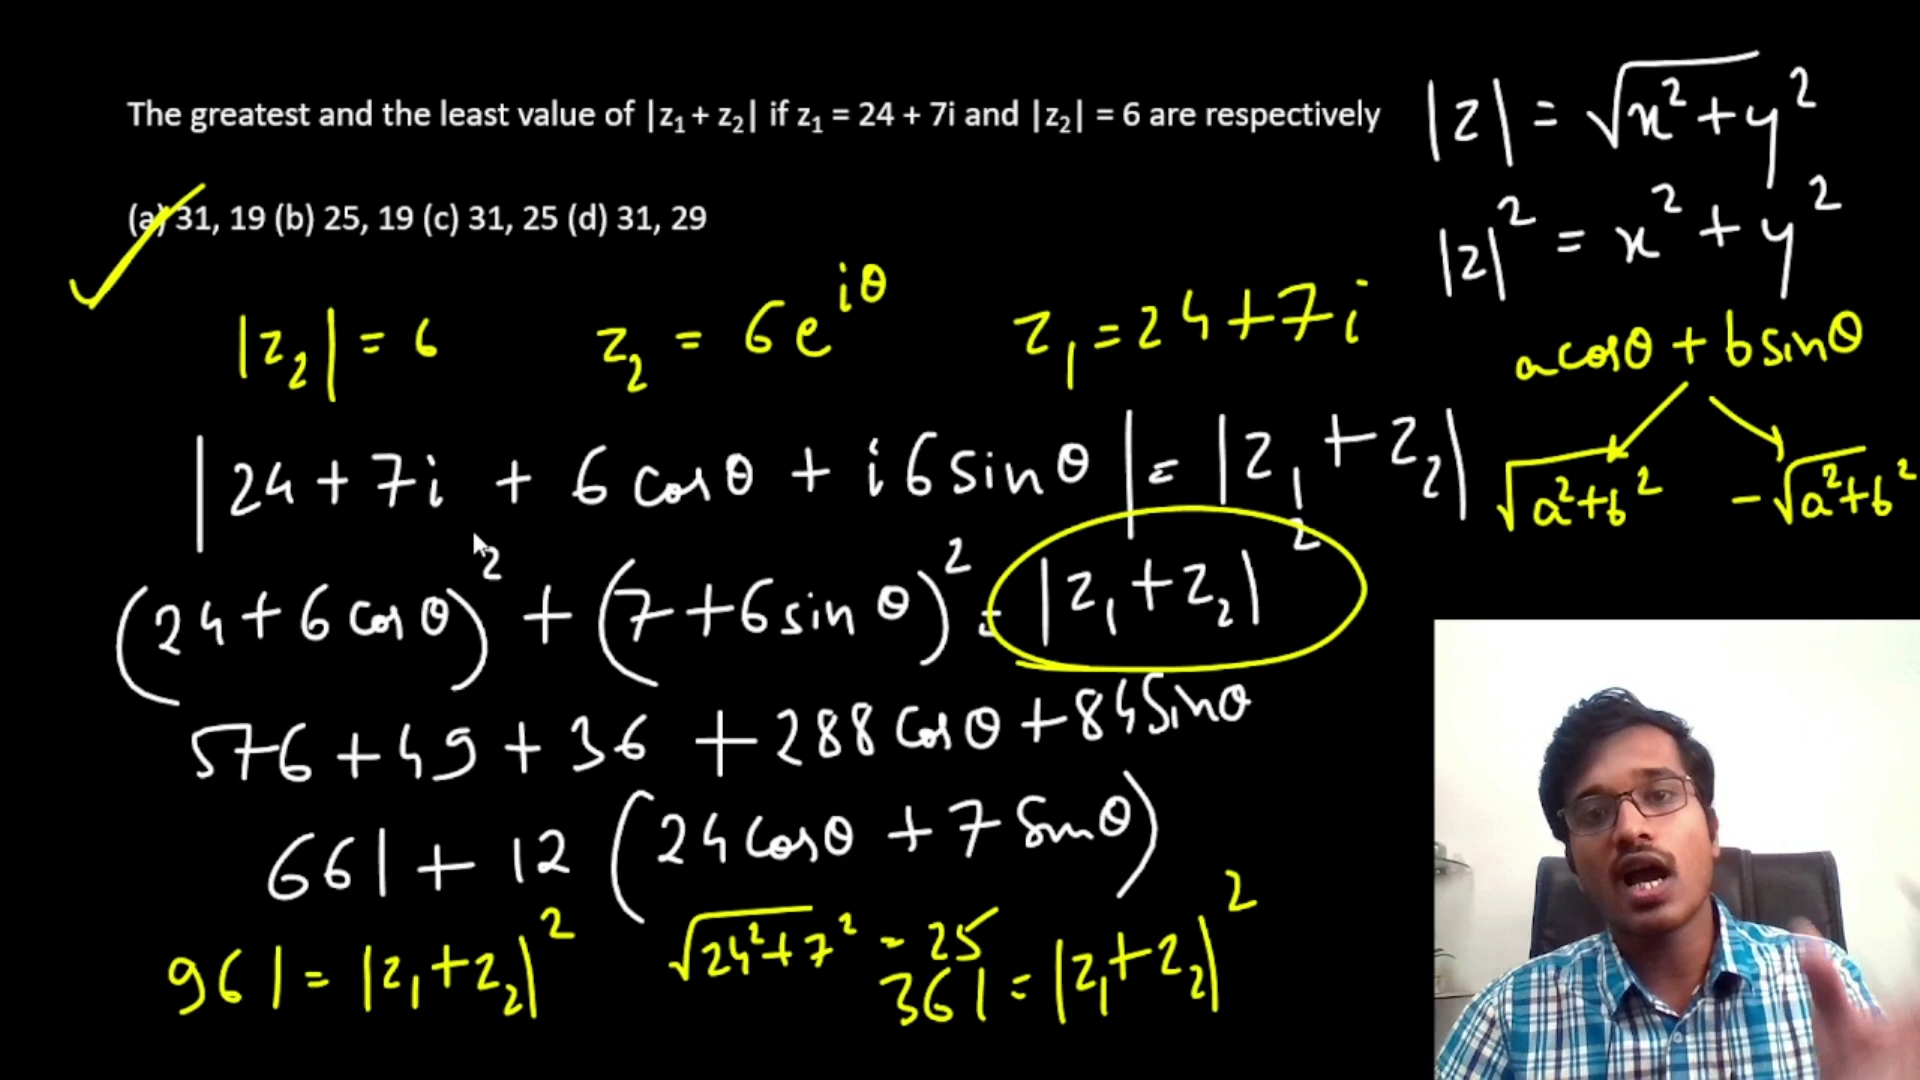 The greatest and the least value of |z₁ + z₂| if z₁ = 24 + 7i and |z₂| = 6 are respectively
(a) 31, 19 (b) 25, 19 (c) 31, 25 (d) 31, 29
|z| = √x² + y²
|z|² = x² + y²
|z₂| = 6 z₂ = 6e^iθ z₁ = 24 + 7i
a cosθ + b sinθ
√a²+b² -√a²+b²
|24 + 7i + 6 cosθ + i 6 sinθ| = |z₁ + z₂|
(24 + 6 cosθ)² + (7 + 6 sinθ)² = |z₁ + z₂|²
576 + 49 + 36 + 288 cosθ + 84 sinθ
661 + 12 (24 cosθ + 7 sinθ)
√24²+7² = 25
961 = |z₁ + z₂|² 361 = |z₁ + z₂|²